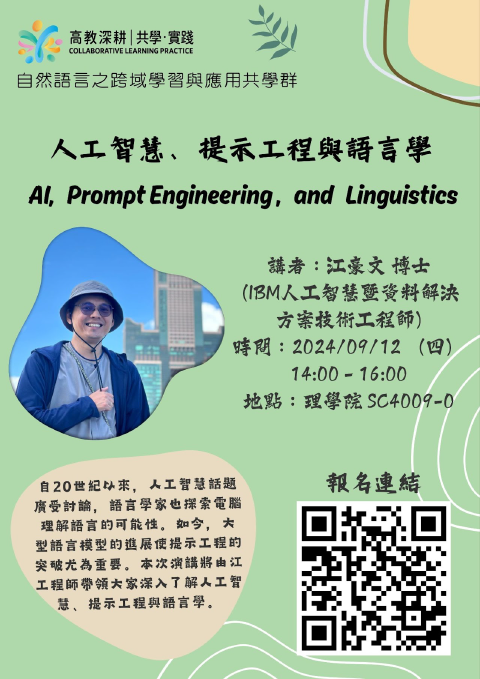 高教深耕|共學·實踐
COLLABORATIVE LEARNING PRACTICE
自然語言之跨域學習與應用共學群
人工智慧、提示工程與語言學
AI, Prompt Engineering, and Linguistics
講者：江豪文 博士
(IBM人工智慧暨資料解決
方案技術工程師)
時間：2024/09/12 (四)
14:00 - 16:00
地點：理學院 SC4009-0
自20世紀以來，人工智慧話題
廣受討論，語言學家也探索電腦
理解語言的可能性。如今，大
型語言模型的進展使提示工程的
突破尤為重要。本次演講將由江
工程師帶領大家深入了解人工智
慧、提示工程與語言學。
報名連結